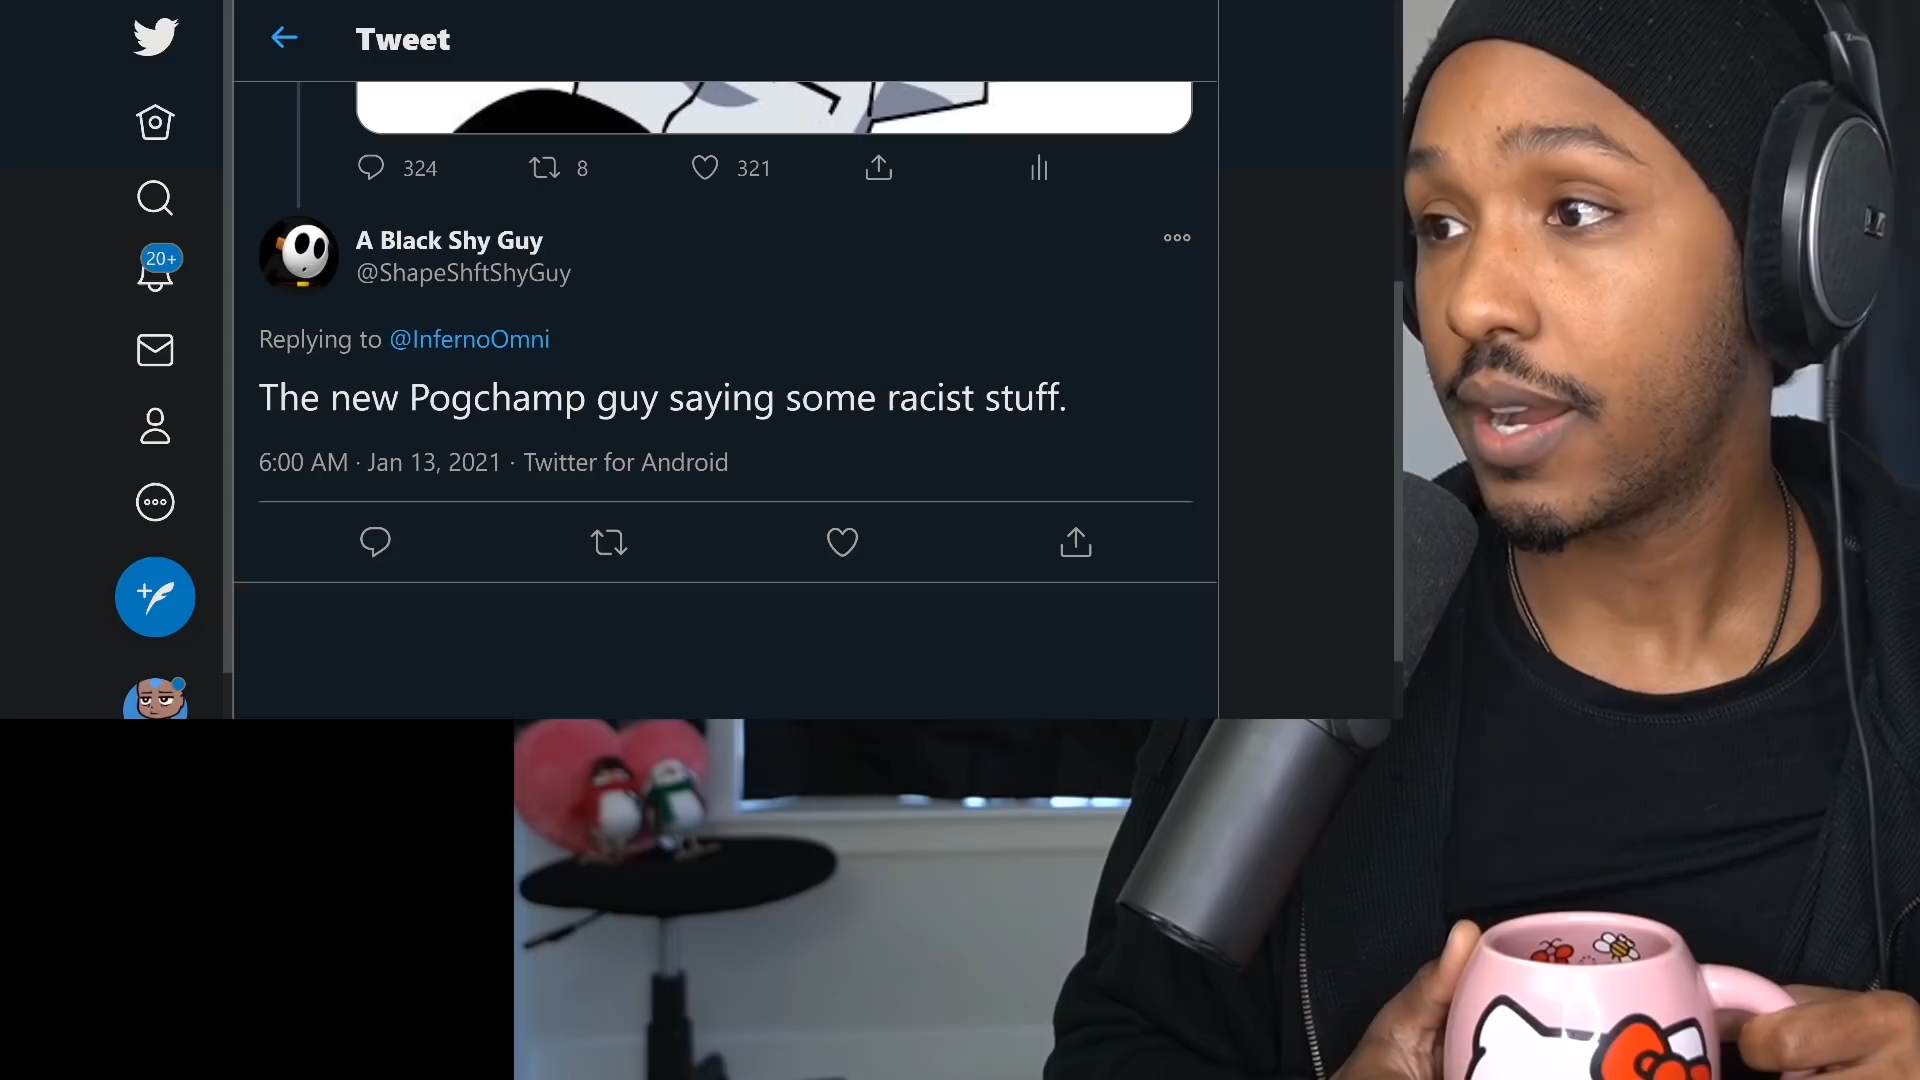 Tweet
324
8
321
20+
A Black Shy Guy
@ShapeShftShyGuy
Replying to @InfernoOmni
The new Pogchamp guy saying some racist stuff.
6:00 AM · Jan 13, 2021 · Twitter for Android